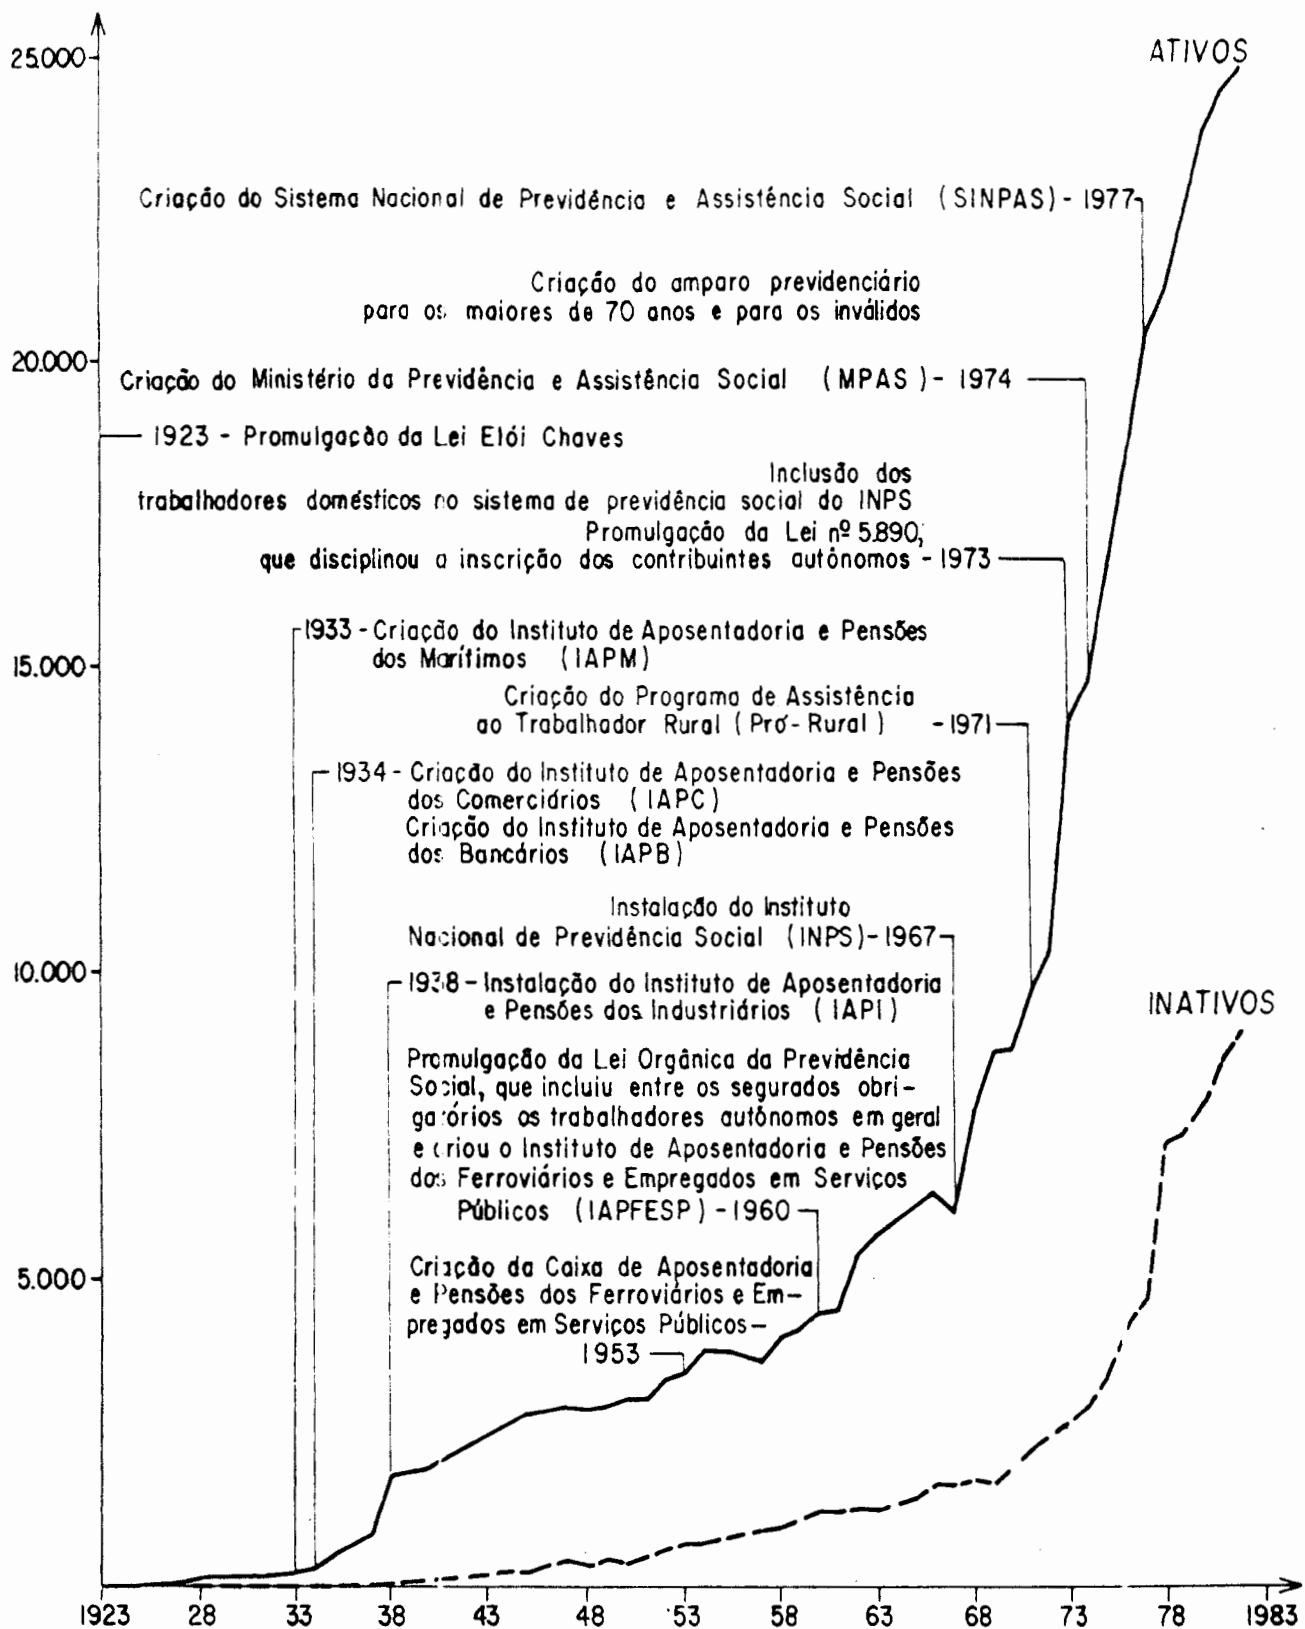 25.000
ATIVOS
Criação do Sistema Nacional de Previdência e Assistência Social (SINPAS) - 1977
Criação do amparo previdenciário
para os maiores de 70 anos e para os inválidos
20.000
Criação do Ministério da Previdência e Assistência Social (MPAS) - 1974
1923 - Promulgação da Lei Elói Chaves
Inclusão dos
trabalhadores domésticos no sistema de previdência social do INPS
Promulgação da Lei nº 5.890,
que disciplinou a inscrição dos contribuintes autônomos - 1973
1933 - Criação do Instituto de Aposentadoria e Pensões
dos Marítimos (IAPM)
15.000
Criação do Programa de Assistência
ao Trabalhador Rural (Pró-Rural) - 1971
1934 - Criação do Instituto de Aposentadoria e Pensões
dos Comerciários (IAPC)
Criação do Instituto de Aposentadoria e Pensões
dos Bancários (IAPB)
Instalação do Instituto
Nacional de Previdência Social (INPS) - 1967
10.000
1938 - Instalação do Instituto de Aposentadoria
e Pensões dos Industriários (IAPI)
INATIVOS
Promulgação da Lei Orgânica da Previdência
Social, que incluiu entre os segurados obri-
gatórios os trabalhadores autônomos em geral
e criou o Instituto de Aposentadoria e Pensões
dos Ferroviários e Empregados em Serviços
Públicos (IAPFESP) - 1960
5.000
Criação da Caixa de Aposentadoria
e Pensões dos Ferroviários e Em-
pregados em Serviços Públicos -
1953
1923 28 33 38 43 48 53 58 63 68 73 78 1983